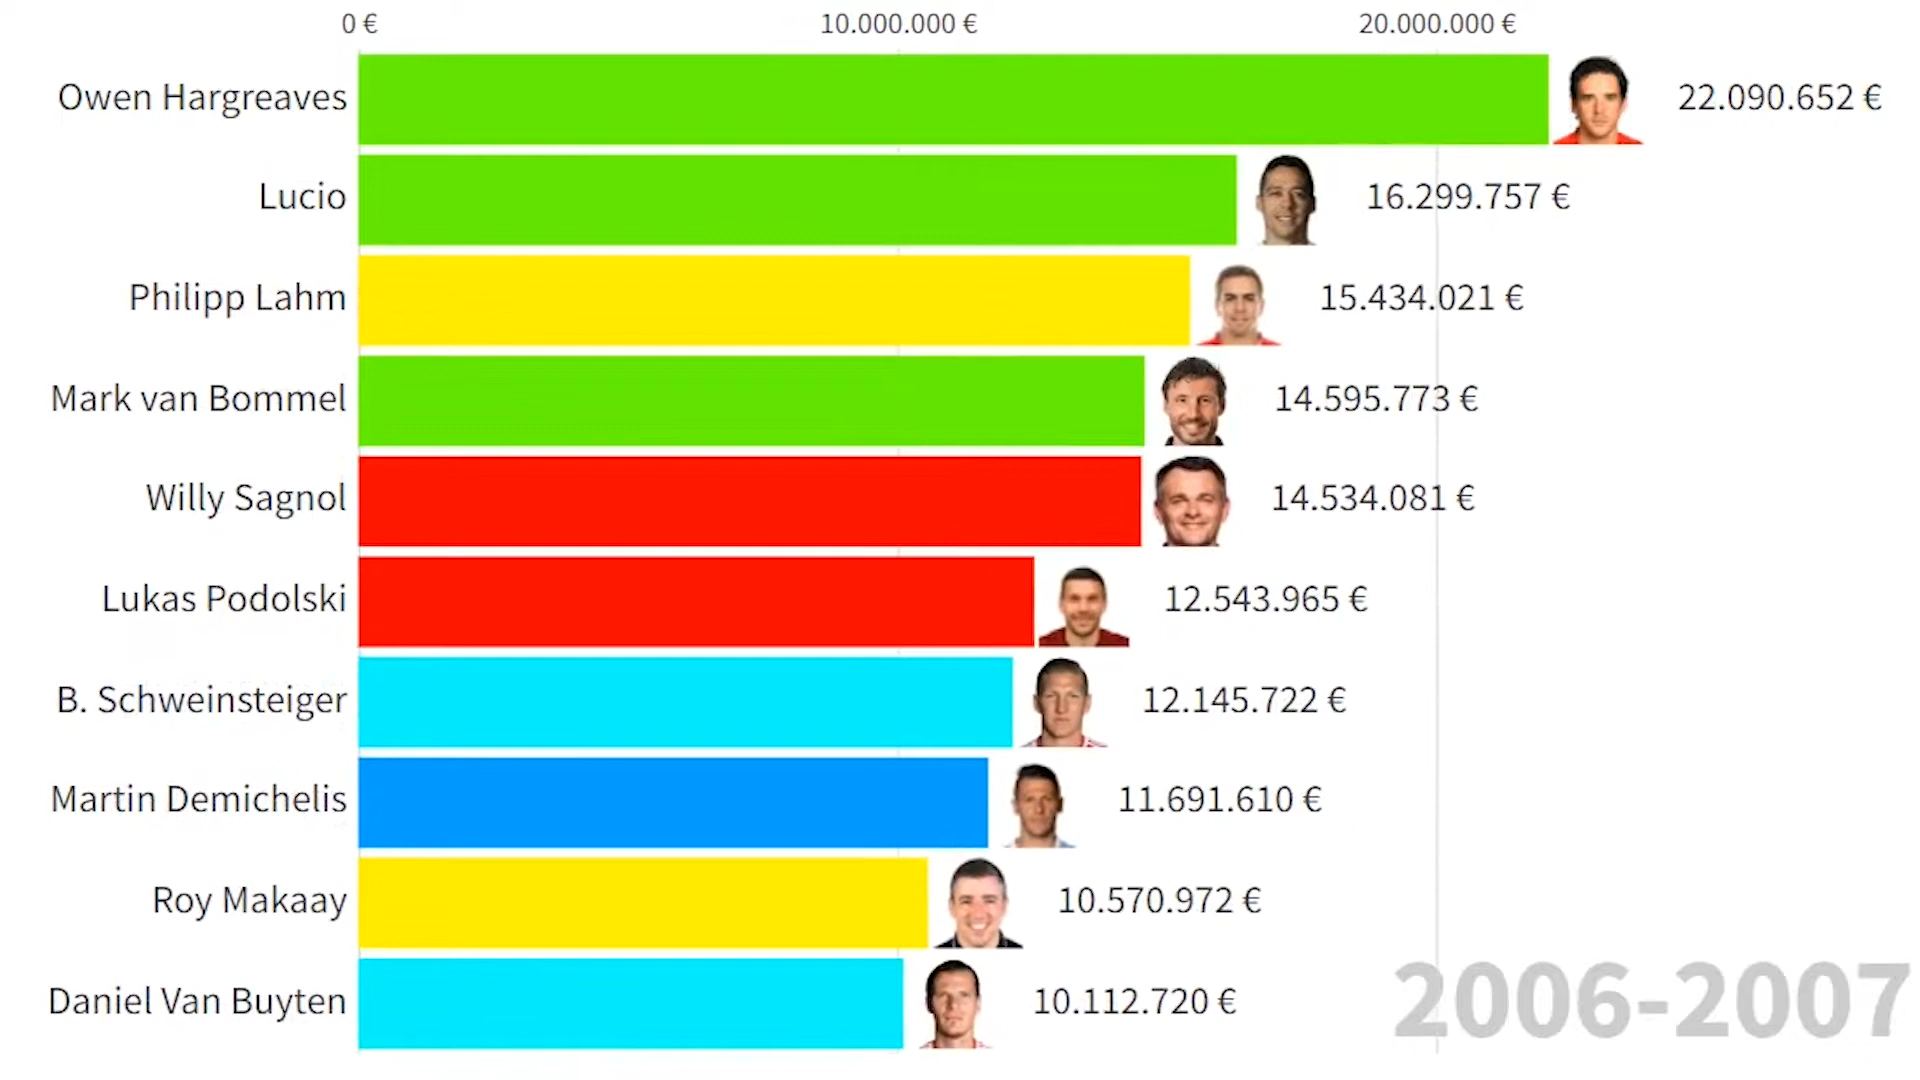 0 € 10.000.000 € 20.000.000 €
Owen Hargreaves 22.090.652 €
Lucio 16.299.757 €
Philipp Lahm 15.434.021 €
Mark van Bommel 14.595.773 €
Willy Sagnol 14.534.081 €
Lukas Podolski 12.543.965 €
B. Schweinsteiger 12.145.722 €
Martin Demichelis 11.691.610 €
Roy Makaay 10.570.972 €
Daniel Van Buyten 10.112.720 €
2006-2007